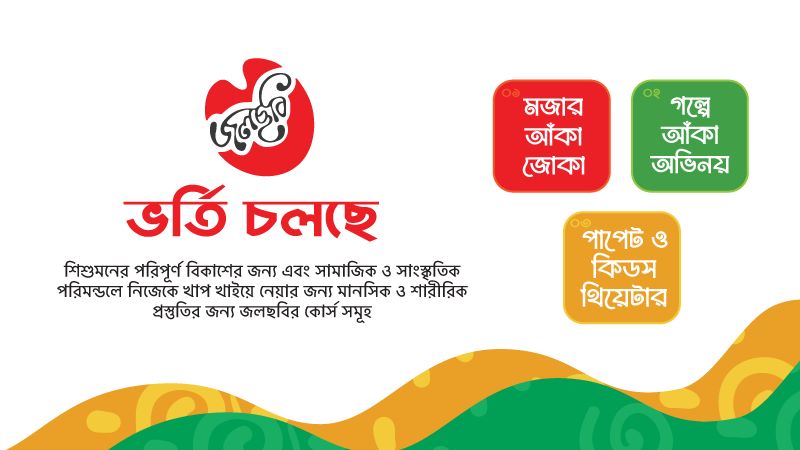 জলছবি
ভর্তি চলছে
শিশুমনের পরিপূর্ণ বিকাশের জন্য এবং সামাজিক ও সাংস্কৃতিক
পরিমন্ডলে নিজেকে খাপ খাইয়ে নেয়ার জন্য মানসিক ও শারীরিক
প্রস্তুতির জন্য জলছবির কোর্স সমূহ
০১
মজার
আঁকা
জোকা
০২
গল্পে
আঁকা
অভিনয়
০৩
পাপেট ও
কিডস
থিয়েটার